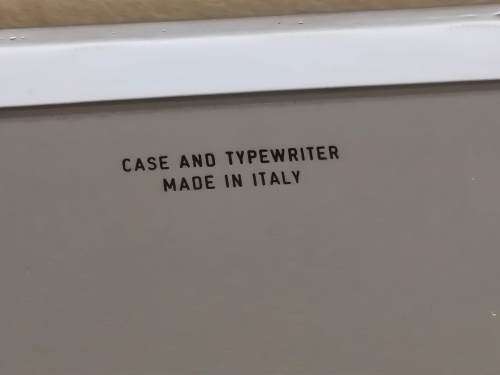 CASE AND TYPEWRITER
MADE IN ITALY